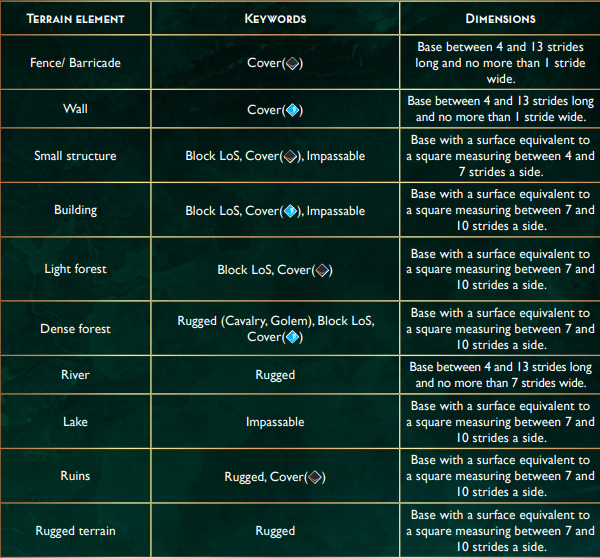 Terrain element Keywords Dimensions
Fence/ Barricade Cover() Base between 4 and 13 strides
long and no more than 1 stride
wide.
Wall Cover() Base between 4 and 13 strides long
and no more than 1 stride wide.
Small structure Block LoS, Cover(), Impassable Base with a surface equivalent to
a square measuring between 4 and
7 strides a side.
Building Block LoS, Cover(), Impassable Base with a surface equivalent to
a square measuring between 7 and
10 strides a side.
Light forest Block LoS, Cover() Base with a surface equivalent to
a square measuring between 7 and
10 strides a side.
Dense forest Rugged (Cavalry, Golem), Block LoS,
Cover() Base with a surface equivalent to
a square measuring between 7 and
10 strides a side.
River Rugged Base between 4 and 13 strides long
and no more than 7 strides wide.
Lake Impassable Base with a surface equivalent to
a square measuring between 7 and
10 strides a side.
Ruins Rugged, Cover() Base with a surface equivalent to
a square measuring between 7 and
10 strides a side.
Rugged terrain Rugged Base with a surface equivalent to
a square measuring between 7 and
10 strides a side.